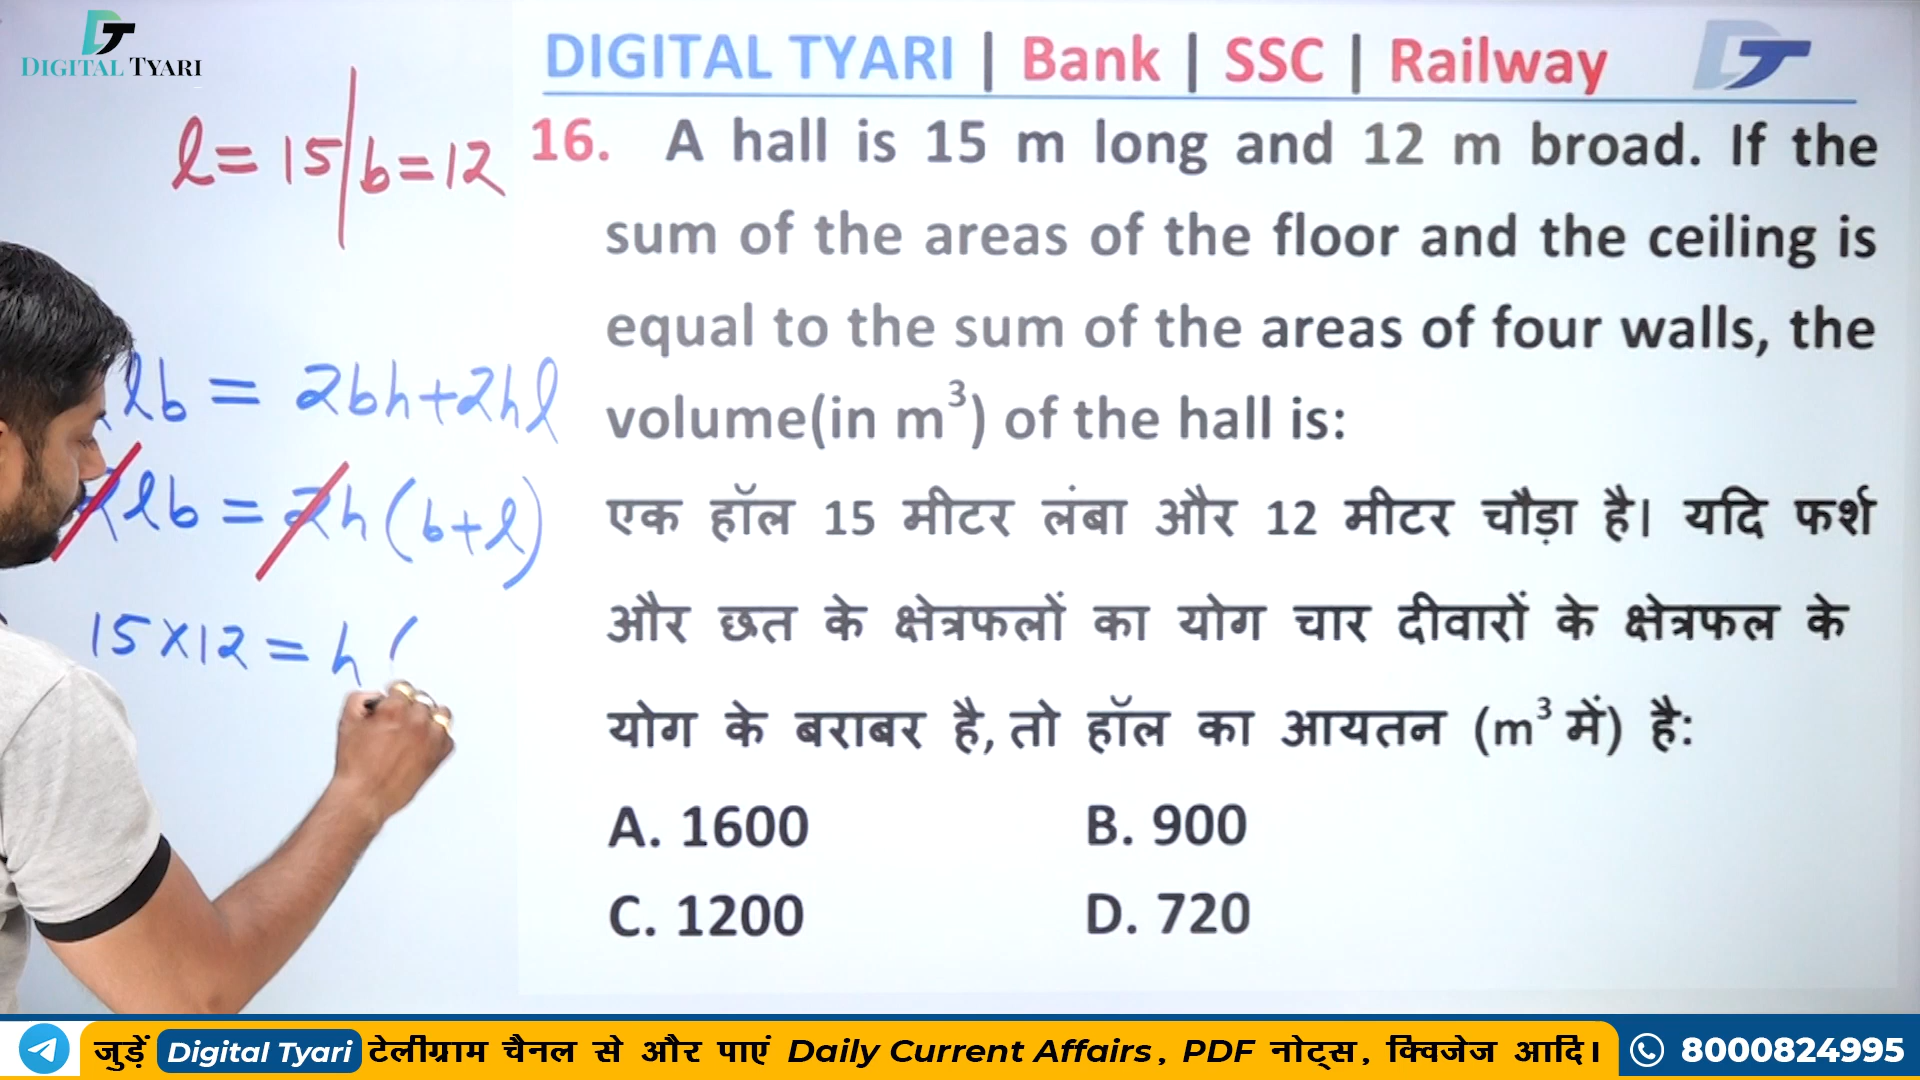 DIGITAL TYARI
DIGITAL TYARI | Bank | SSC | Railway
l = 15 | b = 12
lb = 2bh+2hl
2lb = 2h(b+l)
15×12 = h(
16. A hall is 15 m long and 12 m broad. If the
sum of the areas of the floor and the ceiling is
equal to the sum of the areas of four walls, the
volume(in m³) of the hall is:
एक हॉल 15 मीटर लंबा और 12 मीटर चौड़ा है। यदि फर्श
और छत के क्षेत्रफलों का योग चार दीवारों के क्षेत्रफल के
योग के बराबर है, तो हॉल का आयतन (m³ में) है:
A. 1600 B. 900
C. 1200 D. 720
जुड़ें Digital Tyari टेलीग्राम चैनल से और पाएं Daily Current Affairs, PDF नोट्स, क्विजेज आदि। 8000824995